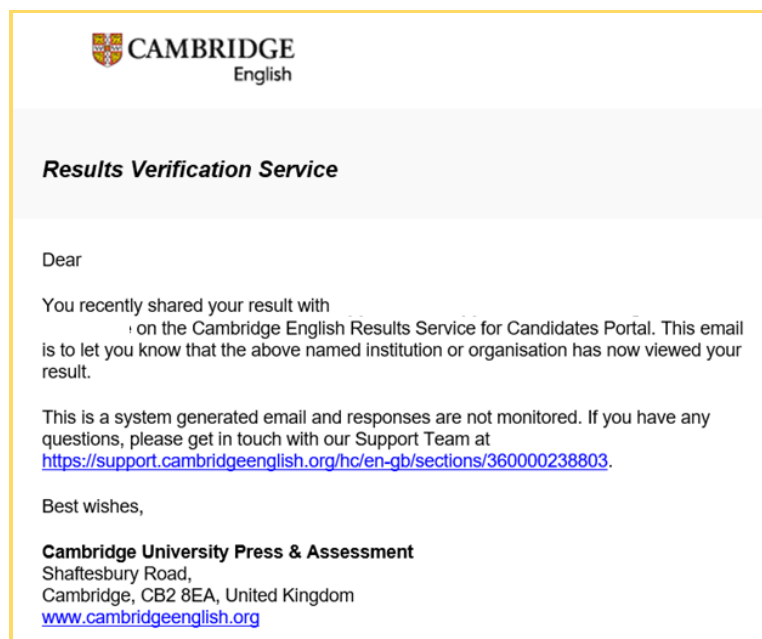 CAMBRIDGE
English
Results Verification Service
Dear
You recently shared your result with
on the Cambridge English Results Service for Candidates Portal. This email
is to let you know that the above named institution or organisation has now viewed your
result.
This is a system generated email and responses are not monitored. If you have any
questions, please get in touch with our Support Team at
https://support.cambridgeenglish.org/hc/en-gb/sections/360000238803.
Best wishes,
Cambridge University Press & Assessment
Shaftesbury Road,
Cambridge, CB2 8EA, United Kingdom
www.cambridgeenglish.org